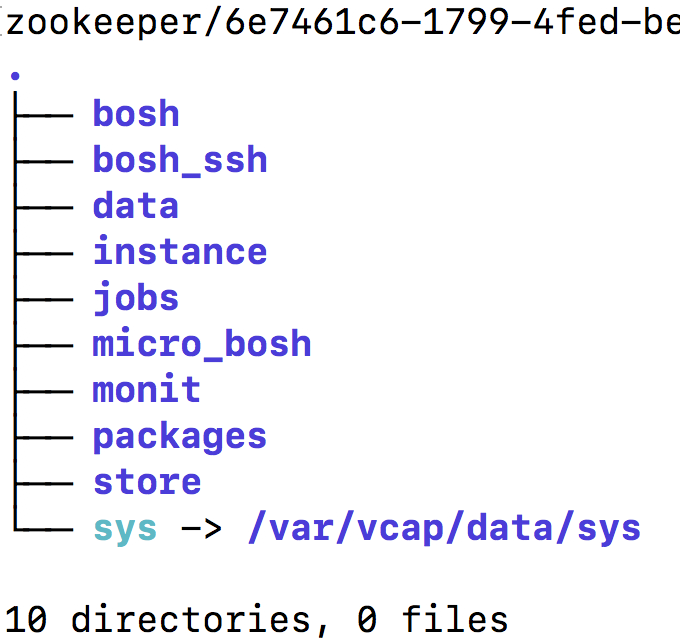 zookeeper/6e7461c6-1799-4fed-be
.
├── bosh
├── bosh_ssh
├── data
├── instance
├── jobs
├── micro_bosh
├── monit
├── packages
├── store
└── sys -> /var/vcap/data/sys
10 directories, 0 files